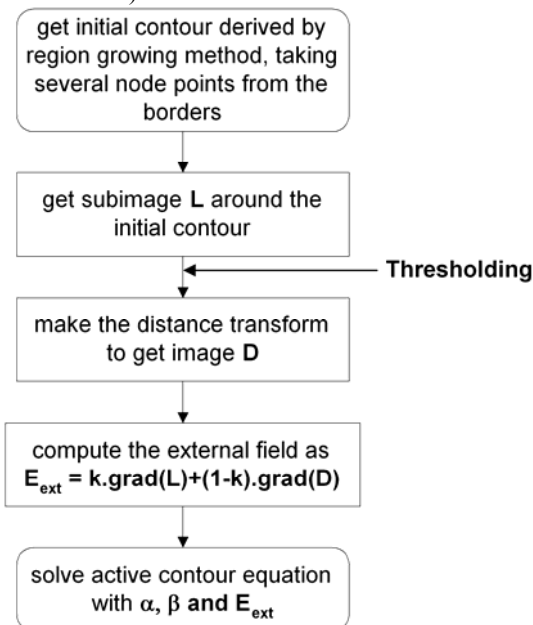 )
get initial contour derived by
region growing method, taking
several node points from the
borders
get subimage L around the
initial contour
Thresholding
make the distance transform
to get image D
compute the external field as
E_ext = k.grad(L)+(1-k).grad(D)
solve active contour equation
with α, β and E_ext